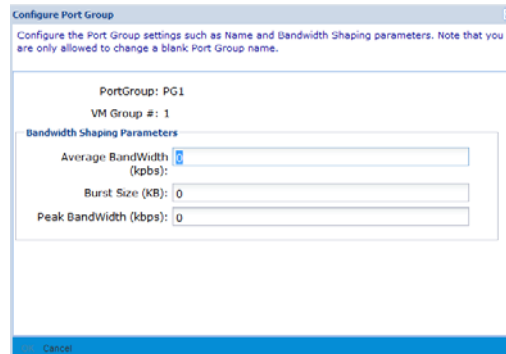 Configure Port Group
Configure the Port Group settings such as Name and Bandwidth Shaping parameters. Note that you
are only allowed to change a blank Port Group name.
PortGroup: PG1
VM Group #: 1
Bandwidth Shaping Parameters
Average BandWidth 0
(kpbs):
Burst Size (KB): 0
Peak BandWidth (kbps): 0
Cancel